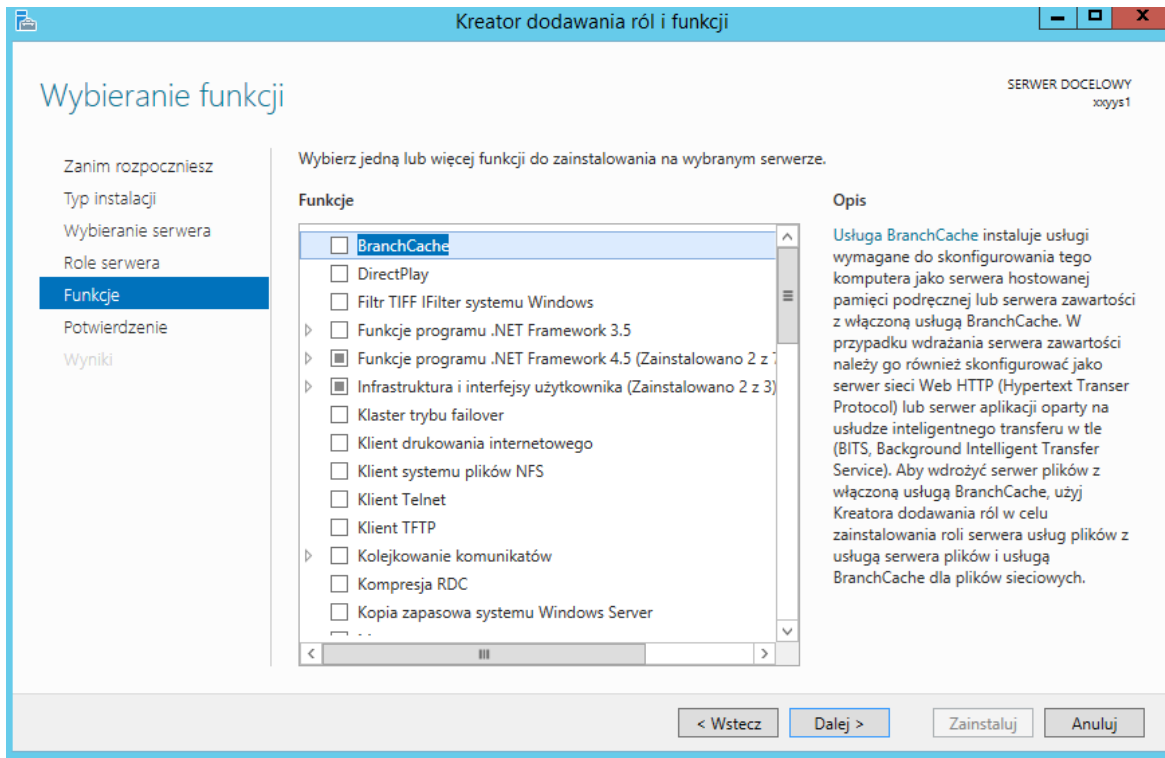 Kreator dodawania ról i funkcji
Wybieranie funkcji
SERWER DOCELOWY
xxyys1
Zanim rozpoczniesz
Typ instalacji
Wybieranie serwera
Role serwera
Funkcje
Potwierdzenie
Wyniki
Wybierz jedną lub więcej funkcji do zainstalowania na wybranym serwerze.
Funkcje
BranchCache
DirectPlay
Filtr TIFF IFilter systemu Windows
Funkcje programu .NET Framework 3.5
Funkcje programu .NET Framework 4.5 (Zainstalowano 2 z 7
Infrastruktura i interfejsy użytkownika (Zainstalowano 2 z 3)
Klaster trybu failover
Klient drukowania internetowego
Klient systemu plików NFS
Klient Telnet
Klient TFTP
Kolejkowanie komunikatów
Kompresja RDC
Kopia zapasowa systemu Windows Server
Opis
Usługa BranchCache instaluje usługi
wymagane do skonfigurowania tego
komputera jako serwera hostowanej
pamięci podręcznej lub serwera zawartości
z włączoną usługą BranchCache. W
przypadku wdrażania serwera zawartości
należy go również skonfigurować jako
serwer sieci Web HTTP (Hypertext Transer
Protocol) lub serwer aplikacji oparty na
usłudze inteligentnego transferu w tle
(BITS, Background Intelligent Transfer
Service). Aby wdrożyć serwer plików z
włączoną usługą BranchCache, użyj
Kreatora dodawania ról w celu
zainstalowania roli serwera usług plików z
usługą serwera plików i usługą
BranchCache dla plików sieciowych.
< Wstecz
Dalej >
Zainstaluj
Anuluj